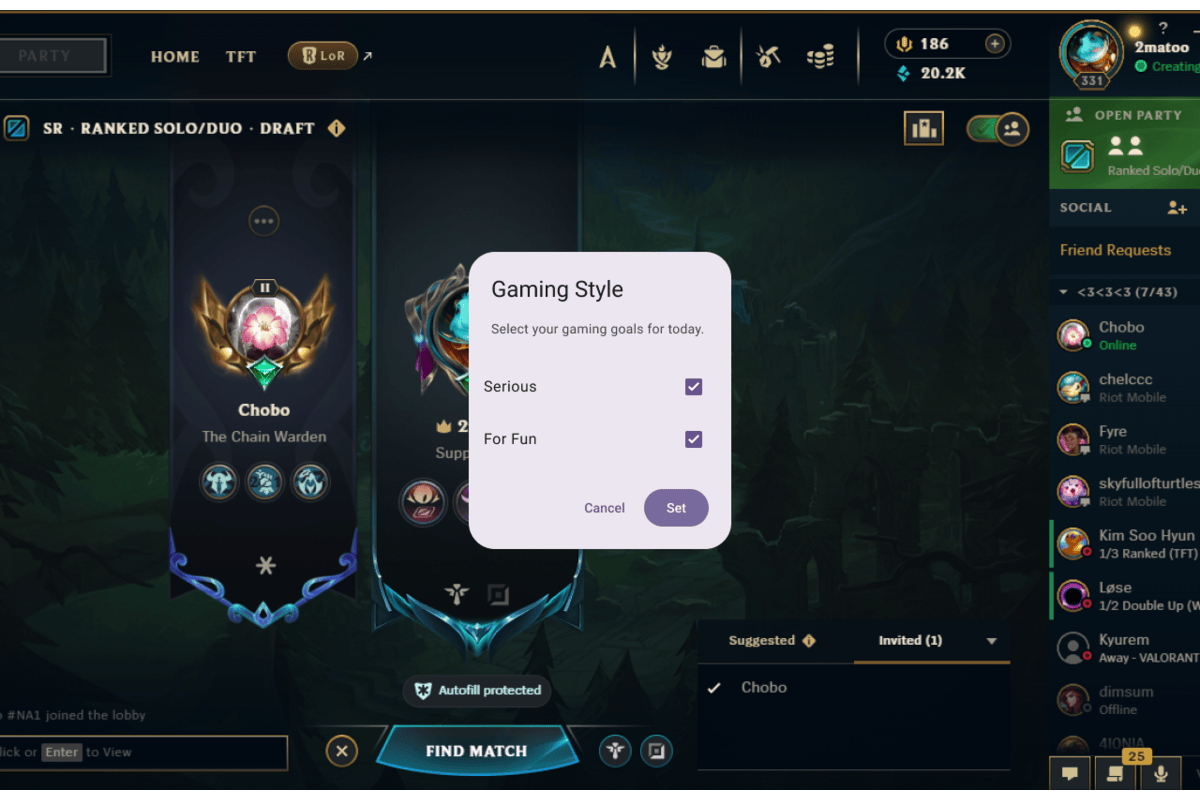 PARTY
HOME
TFT
LoR
186
20.2K
?
2matoo
Creating
331
SR · RANKED SOLO/DUO · DRAFT
OPEN PARTY
Ranked Solo/Du
SOCIAL
Friend Requests
<3<3<3 (7/43)
Chobo
Online
chelccc
Riot Mobile
Fyre
Riot Mobile
skyfullofturtles
Riot Mobile
Kim Soo Hyun
1/3 Ranked (TFT)
Løse
1/2 Double Up (W
Kyurem
Away - VALORANT
dimsum
Offline
4IONIA
25
II
Chobo
The Chain Warden
2
Supp
Gaming Style
Select your gaming goals for today.
Serious
For Fun
Cancel
Set
Suggested
Invited (1)
Chobo
Autofill protected
#NA1 joined the lobby
lick or Enter to View
FIND MATCH